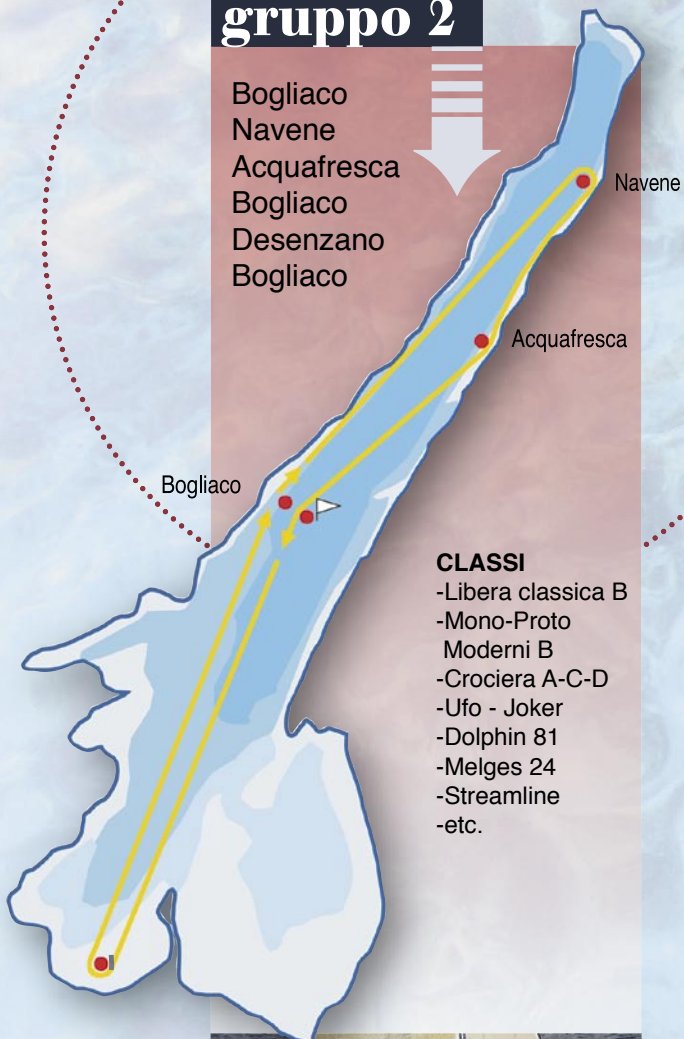 gruppo 2
Bogliaco
Navene
Acquafresca
Bogliaco
Desenzano
Bogliaco
Navene
Acquafresca
Bogliaco
CLASSI
-Libera classica B
-Mono-Proto
Moderni B
-Crociera A-C-D
-Ufo - Joker
-Dolphin 81
-Melges 24
-Streamline
-etc.